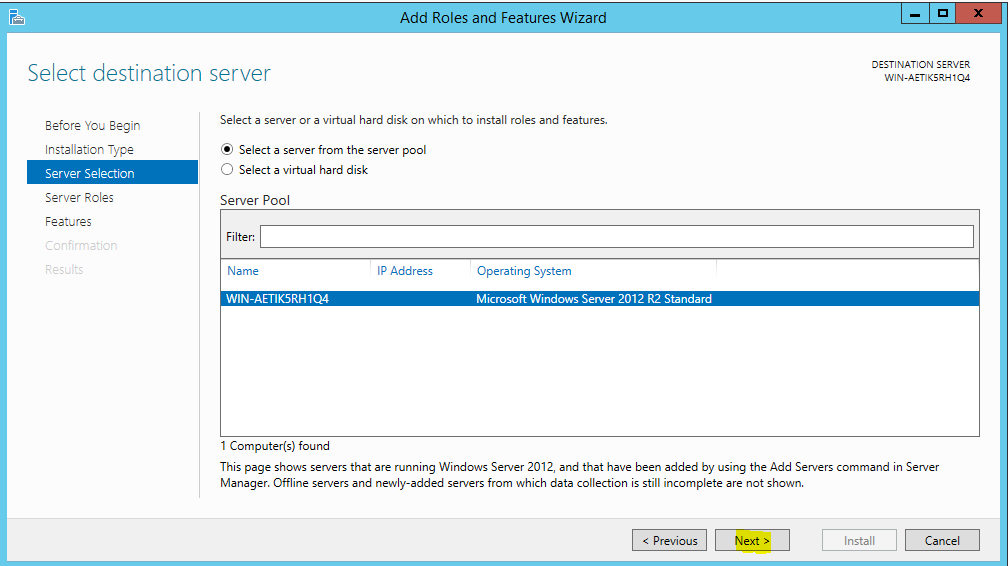 Add Roles and Features Wizard
Select destination server
DESTINATION SERVER
WIN-AETIK5RH1Q4
Before You Begin
Installation Type
Server Selection
Server Roles
Features
Confirmation
Results
Select a server or a virtual hard disk on which to install roles and features.
Select a server from the server pool
Select a virtual hard disk
Server Pool
Filter:
Name IP Address Operating System
WIN-AETIK5RH1Q4 Microsoft Windows Server 2012 R2 Standard
1 Computer(s) found
This page shows servers that are running Windows Server 2012, and that have been added by using the Add Servers command in Server
Manager. Offline servers and newly-added servers from which data collection is still incomplete are not shown.
< Previous Next > Install Cancel